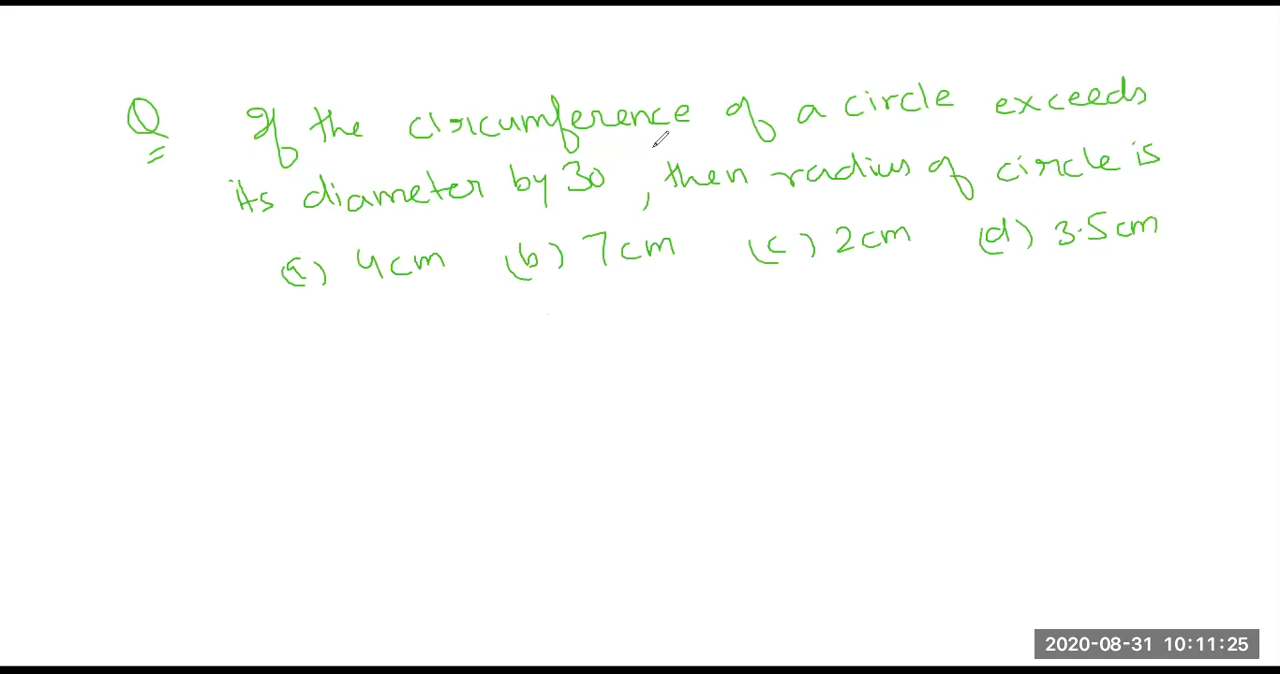 Q If the circumference of a circle exceeds
its diameter by 30, then radius of circle is
(a) 4cm (b) 7cm (c) 2cm (d) 3.5cm
2020-08-31 10:11:25